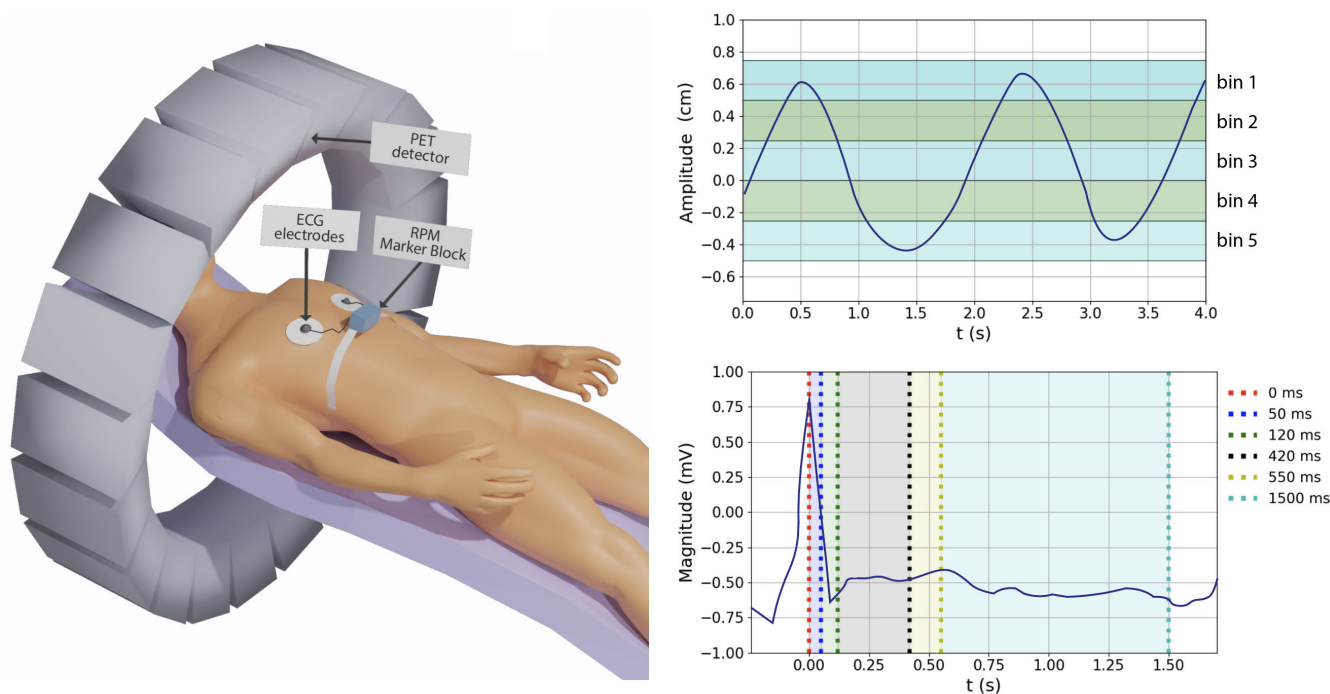 PET
detector
ECG
electrodes
RPM
Marker Block
Amplitude (cm)
1.0
0.8
0.6
0.4
0.2
0.0
−0.2
−0.4
−0.6
0.0 0.5 1.0 1.5 2.0 2.5 3.0 3.5 4.0
t (s)
bin 1
bin 2
bin 3
bin 4
bin 5
Magnitude (mV)
1.00
0.75
0.50
0.25
0.00
−0.25
−0.50
−0.75
−1.00
0.00 0.25 0.50 0.75 1.00 1.25 1.50
t (s)
0 ms
50 ms
120 ms
420 ms
550 ms
1500 ms